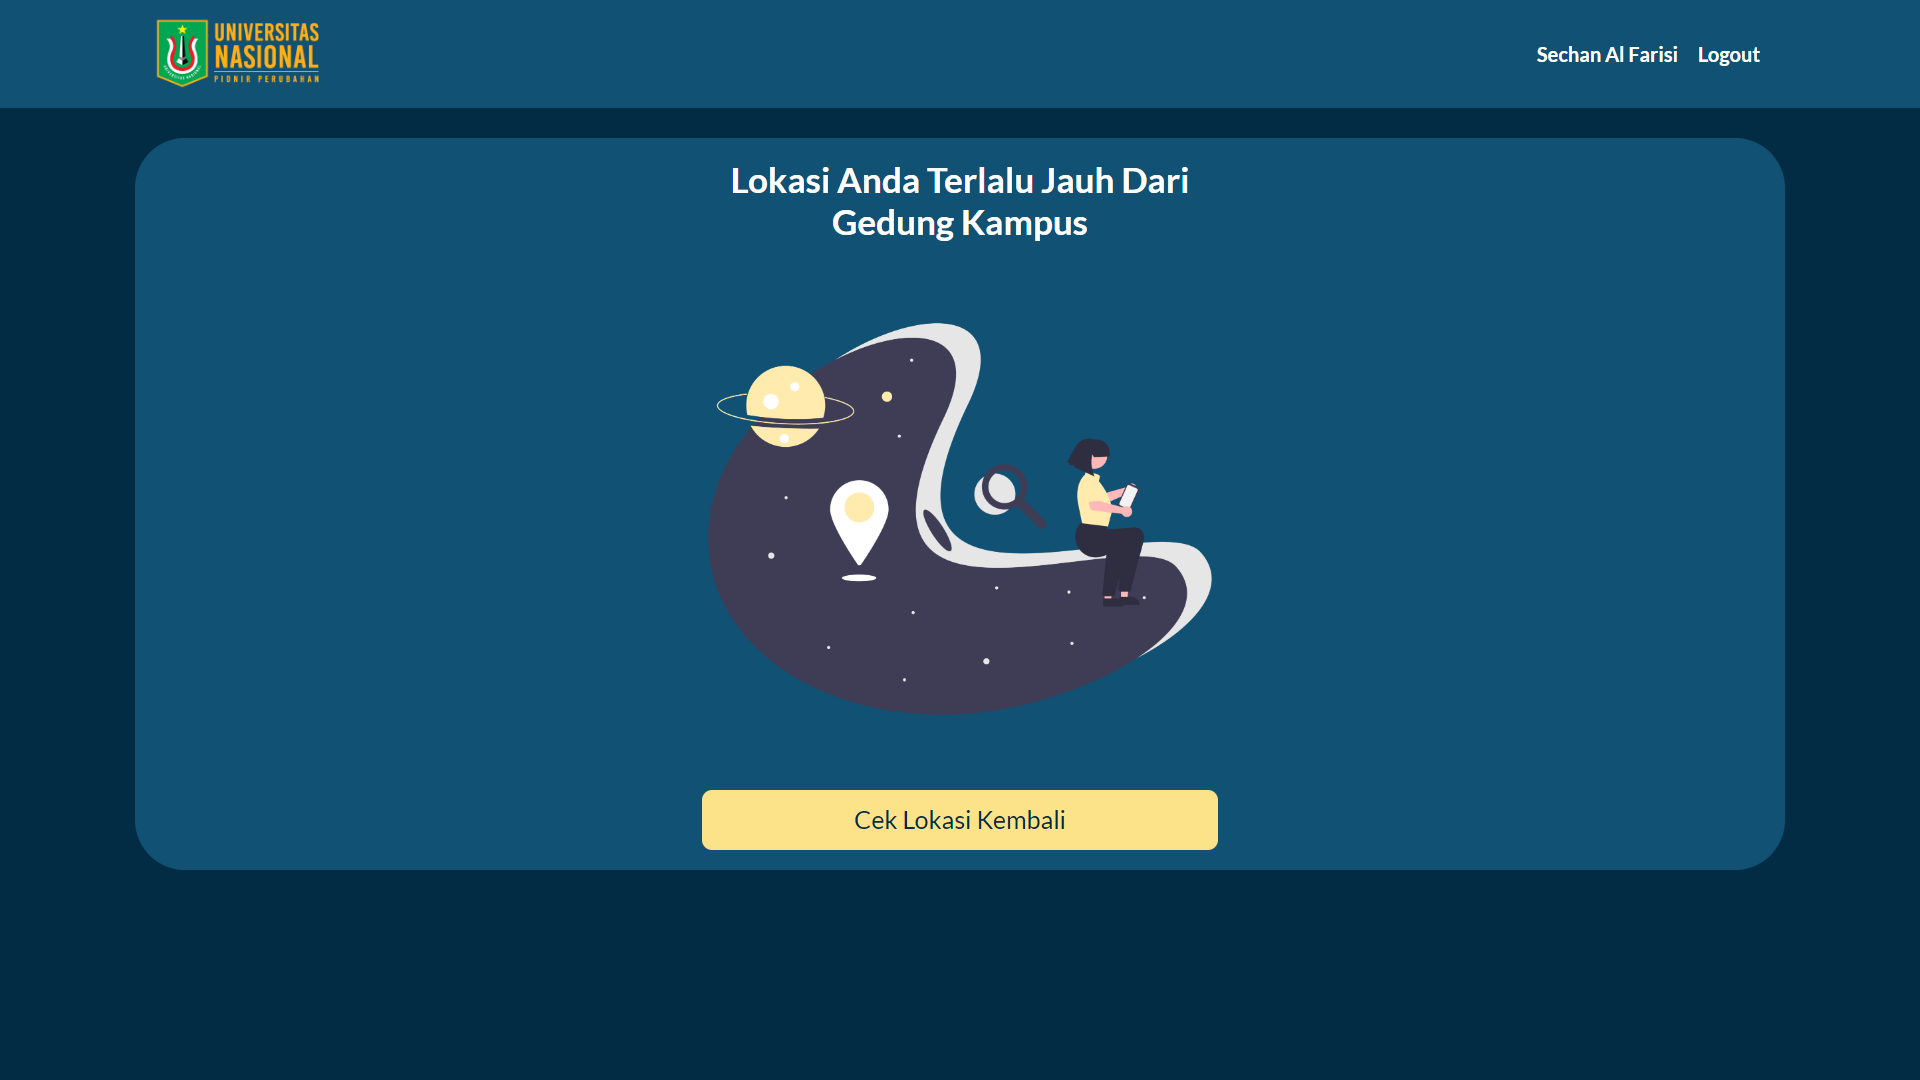 UNIVERSITAS
NASIONAL
PIONIR PERUBAHAN
Sechan Al Farisi
Logout
Lokasi Anda Terlalu Jauh Dari
Gedung Kampus
Cek Lokasi Kembali